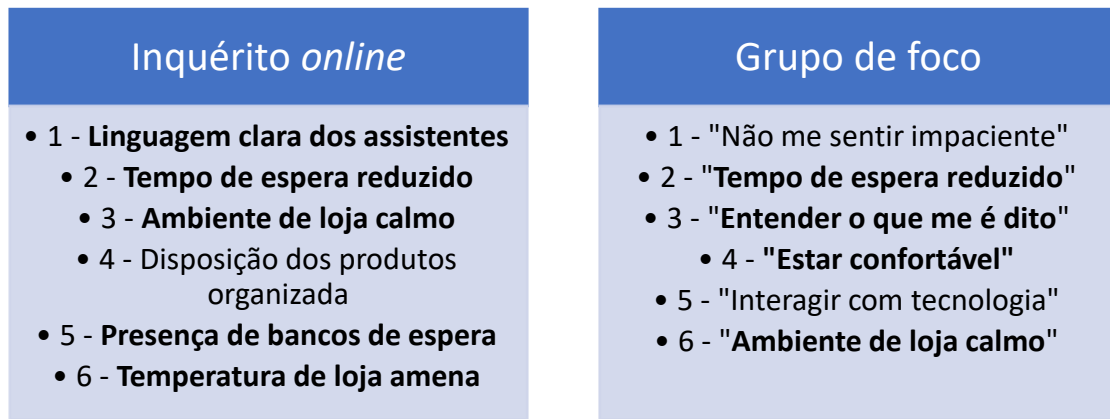 Inquérito online
• 1 - Linguagem clara dos assistentes
• 2 - Tempo de espera reduzido
• 3 - Ambiente de loja calmo
• 4 - Disposição dos produtos
organizada
• 5 - Presença de bancos de espera
• 6 - Temperatura de loja amena
Grupo de foco
• 1 - "Não me sentir impaciente"
• 2 - "Tempo de espera reduzido"
• 3 - "Entender o que me é dito"
• 4 - "Estar confortável"
• 5 - "Interagir com tecnologia"
• 6 - "Ambiente de loja calmo"